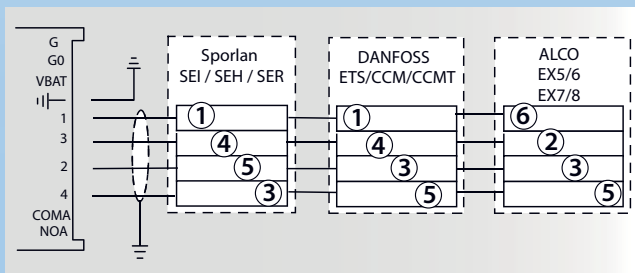 G
G0
VBAT
1
3
2
4
COMA
NOA
Sporlan
SEI / SEH / SER
1
4
5
3
DANFOSS
ETS/CCM/CCMT
1
4
3
5
ALCO
EX5/6
EX7/8
6
2
3
5